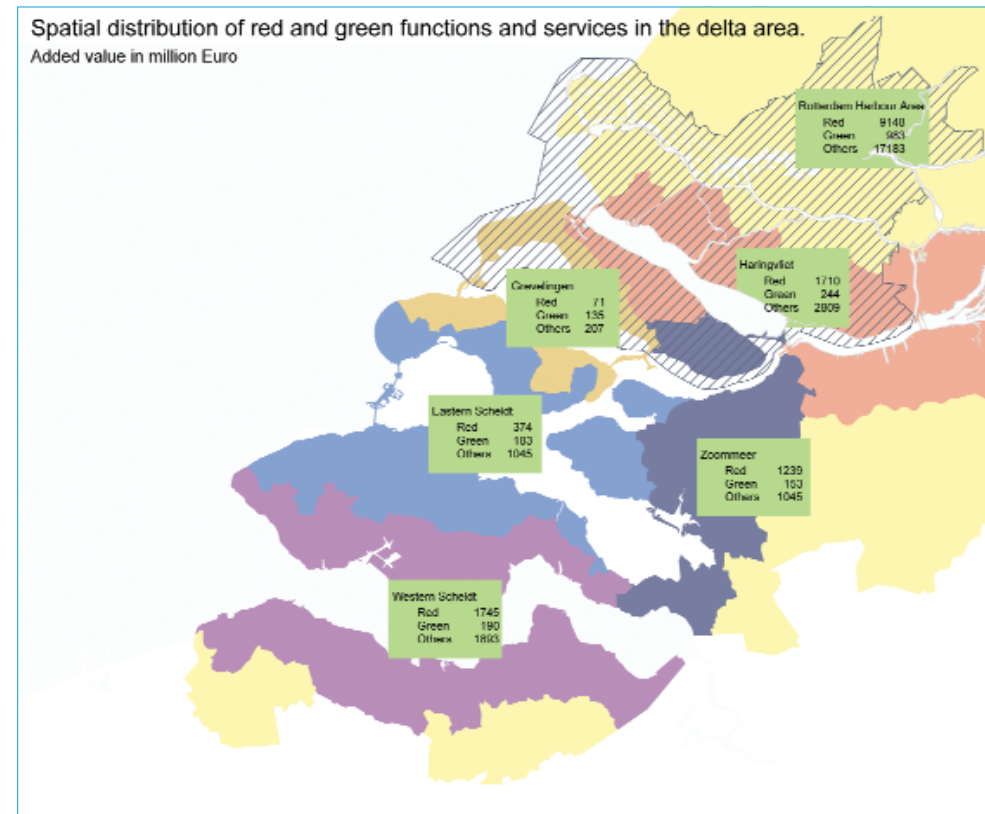 Spatial distribution of red and green functions and services in the delta area.
Added value in million Euro
Rotterdam Harbour Area
Red 9140
Green 983
Others 17183
Haringvliet
Red 1710
Green 244
Others 2809
Grevelingen
Red 71
Green 135
Others 207
Eastern Scheldt
Red 374
Green 183
Others 1045
Zoommeer
Red 1239
Green 153
Others 1045
Western Scheldt
Red 1745
Green 190
Others 1893